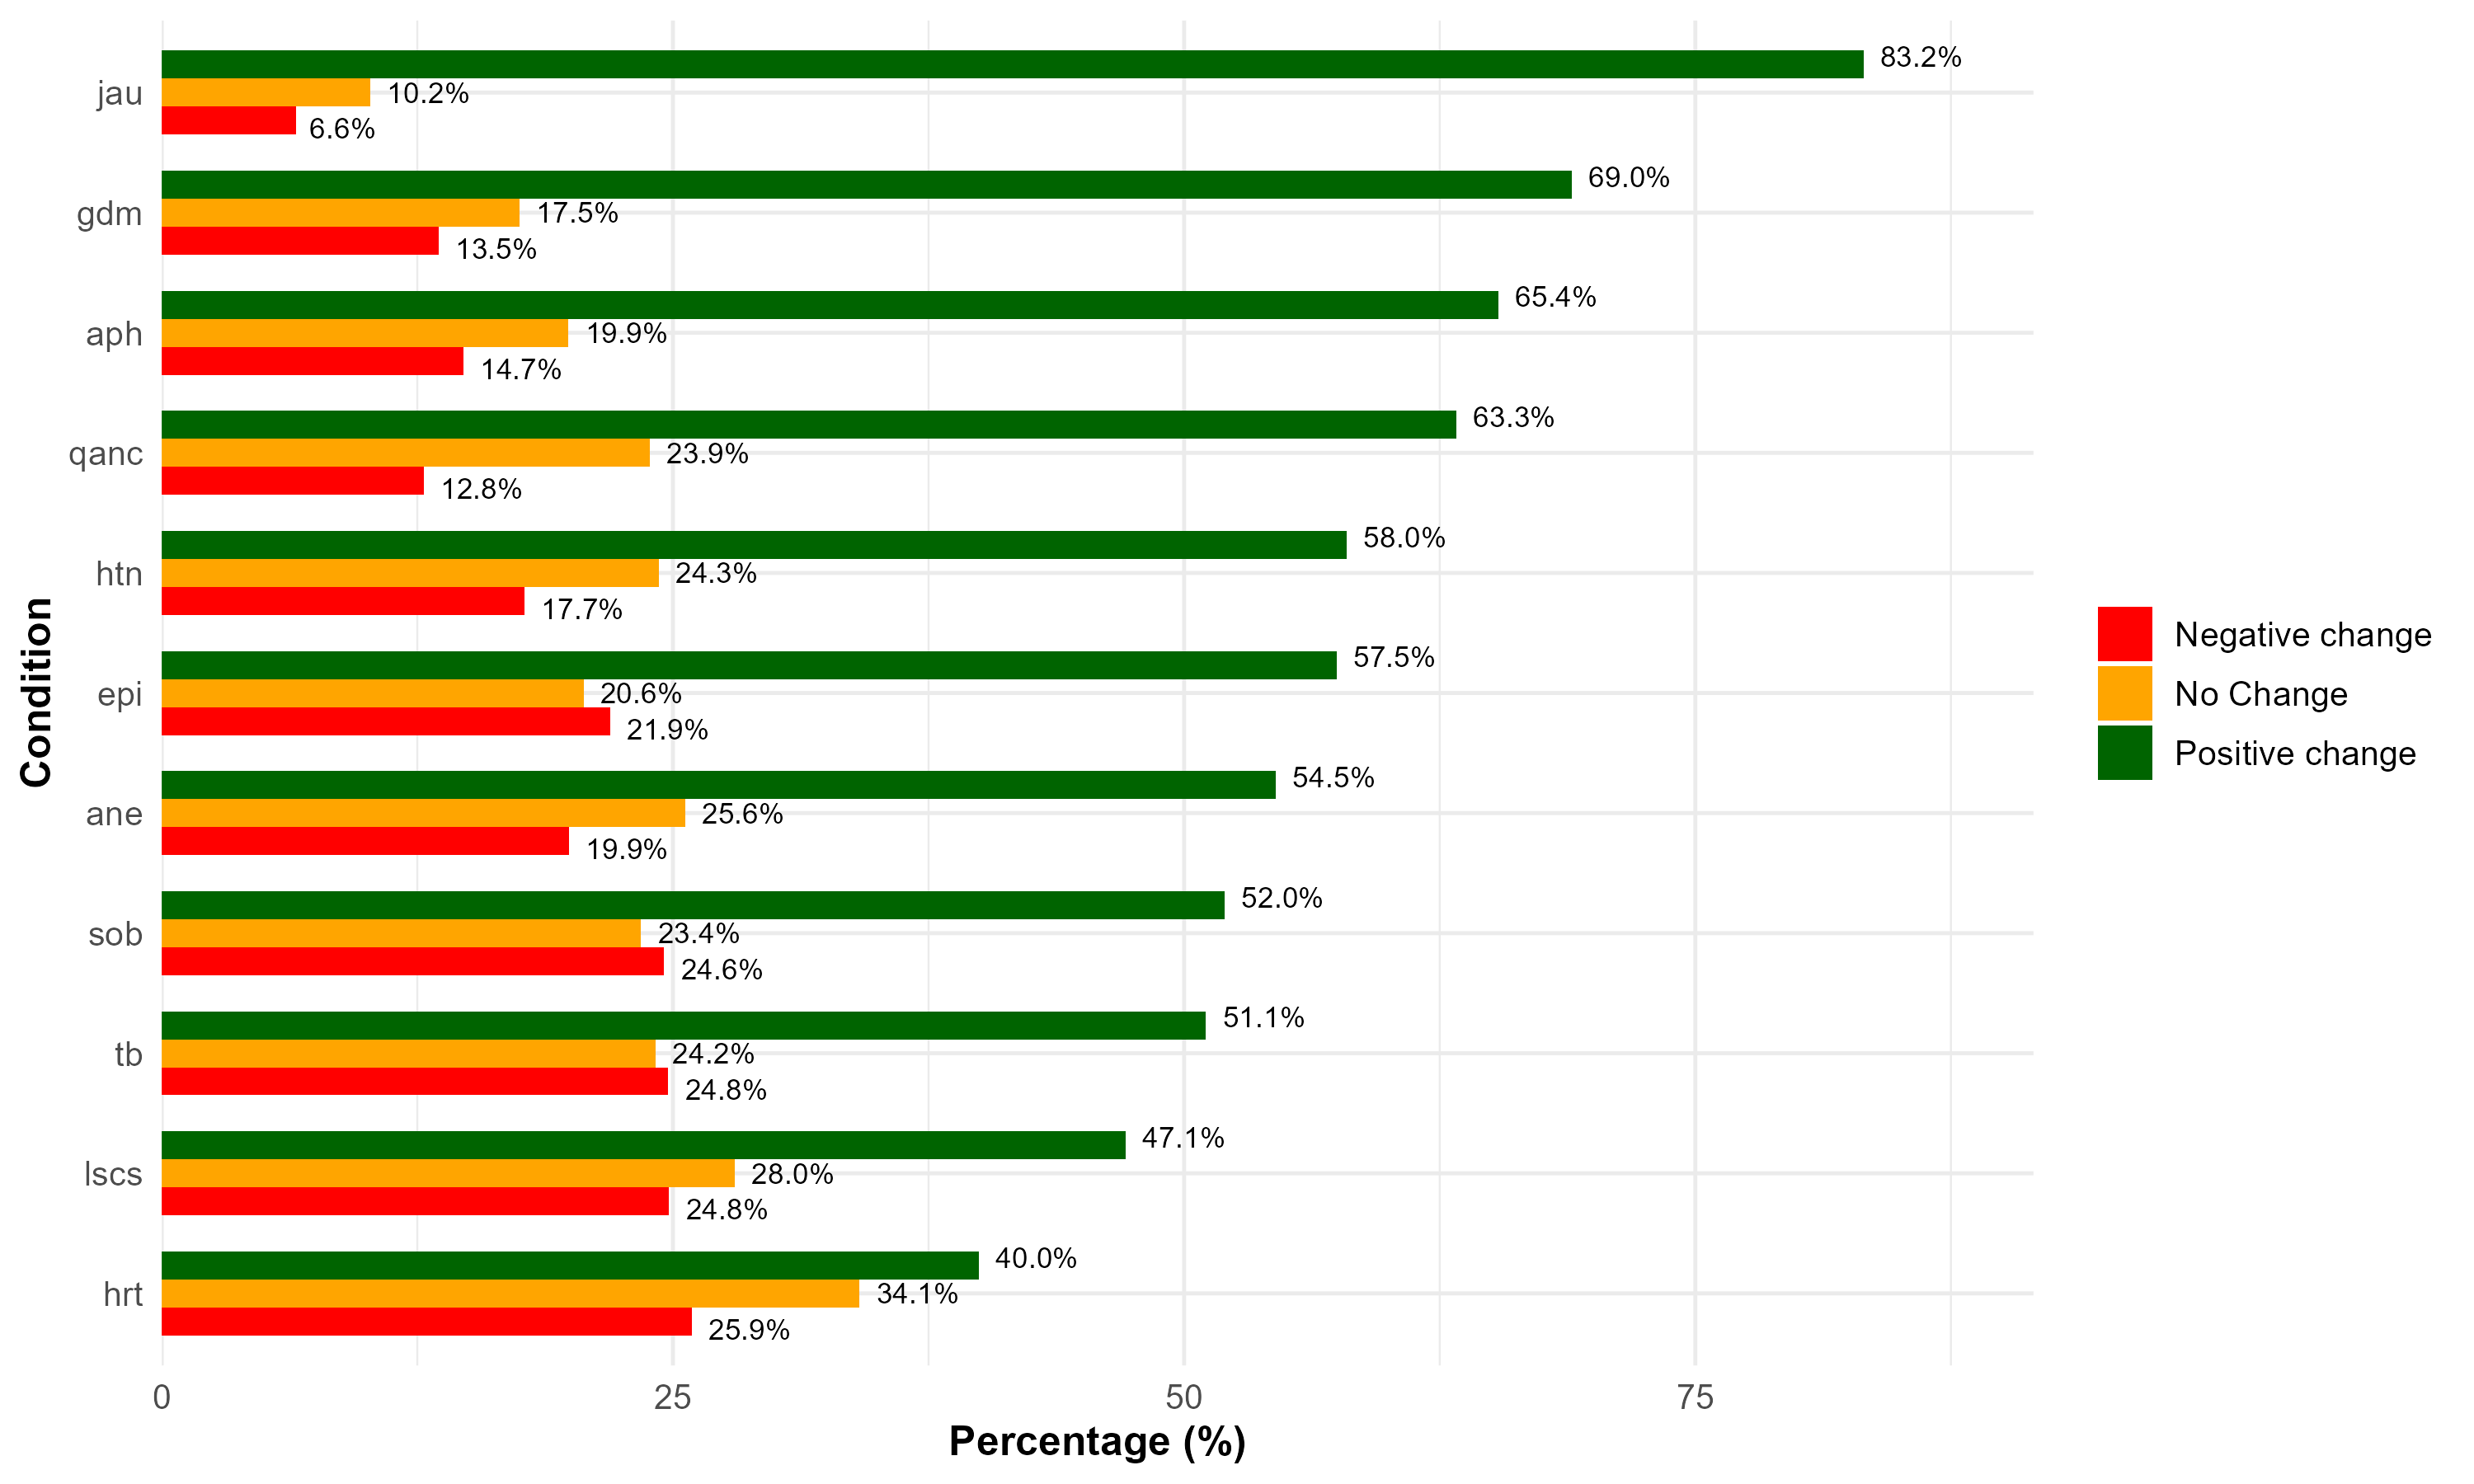 Condition
jau
83.2%
10.2%
6.6%
gdm
69.0%
17.5%
13.5%
aph
65.4%
19.9%
14.7%
qanc
63.3%
23.9%
12.8%
htn
58.0%
24.3%
17.7%
epi
57.5%
20.6%
21.9%
ane
54.5%
25.6%
19.9%
sob
52.0%
23.4%
24.6%
tb
51.1%
24.2%
24.8%
lscs
47.1%
28.0%
24.8%
hrt
40.0%
34.1%
25.9%
0 25 50 75
Percentage (%)
Negative change
No Change
Positive change